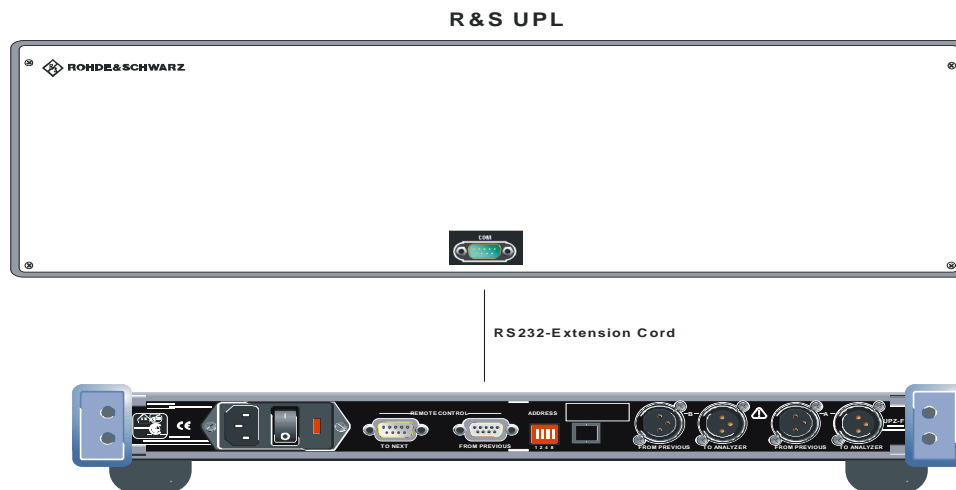 R&S UPL
ROHDE&SCHWARZ
COM
RS232-Extension Cord
REMOTE CONTROL
TO NEXT
FROM PREVIOUS
ADDRESS
1 2 4 8
B
FROM PREVIOUS
TO ANALYZER
A
FROM PREVIOUS
TO ANALYZER
UPZ-F
CE